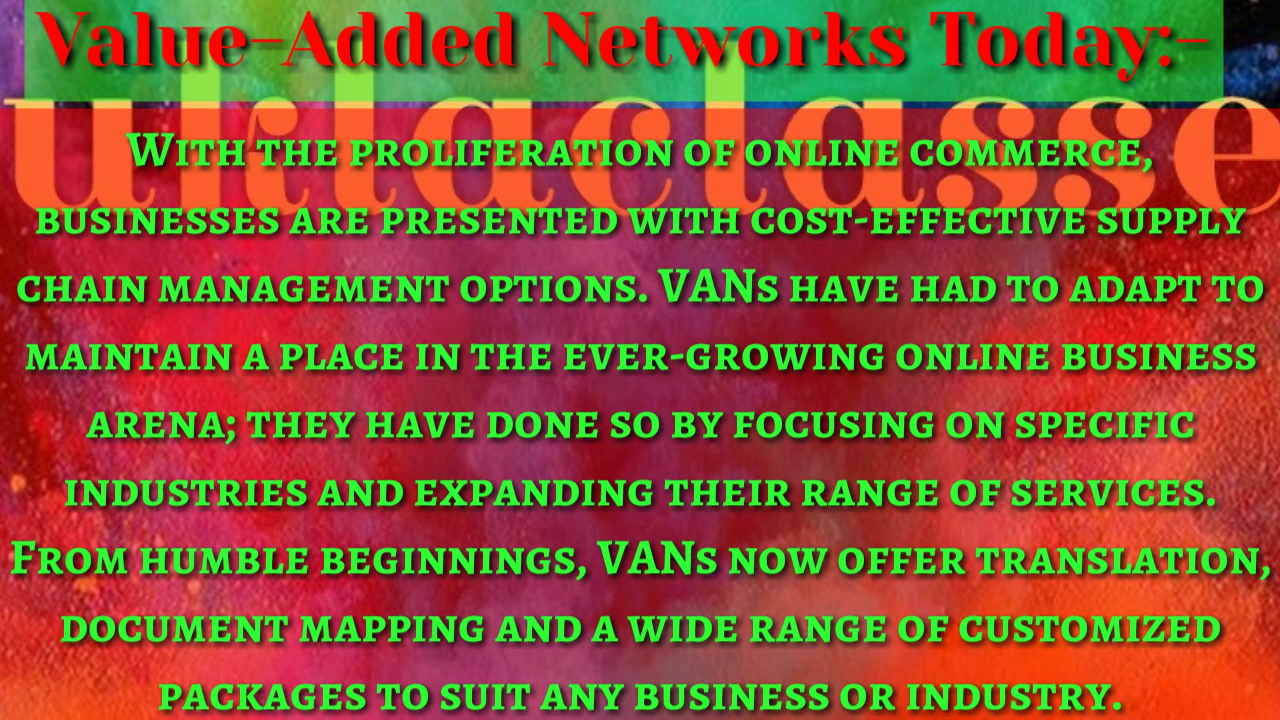 Value-Added Networks Today:-
uklaclasse
With the proliferation of online commerce,
businesses are presented with cost-effective supply
chain management options. VANs have had to adapt to
maintain a place in the ever-growing online business
arena; they have done so by focusing on specific
industries and expanding their range of services.
From humble beginnings, VANs now offer translation,
document mapping and a wide range of customized
packages to suit any business or industry.